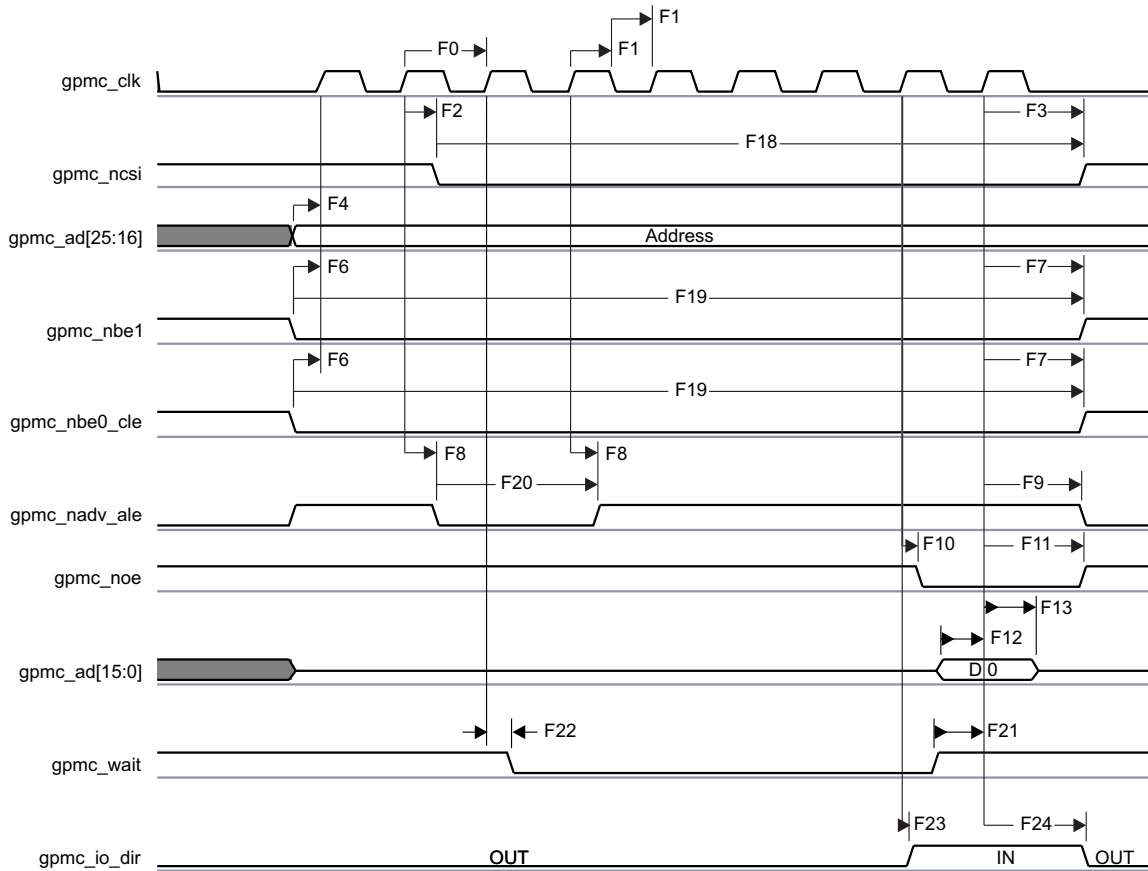 F1
F0
F1
gpmc_clk
F2
F3
F18
gpmc_ncsi
F4
gpmc_ad[25:16]
Address
F6
F7
F19
gpmc_nbe1
F6
F7
F19
gpmc_nbe0_cle
F8
F8
F20
F9
gpmc_nadv_ale
F10
F11
gpmc_noe
F13
F12
gpmc_ad[15:0]
D 0
F22
F21
gpmc_wait
F23
F24
gpmc_io_dir
OUT
IN
OUT